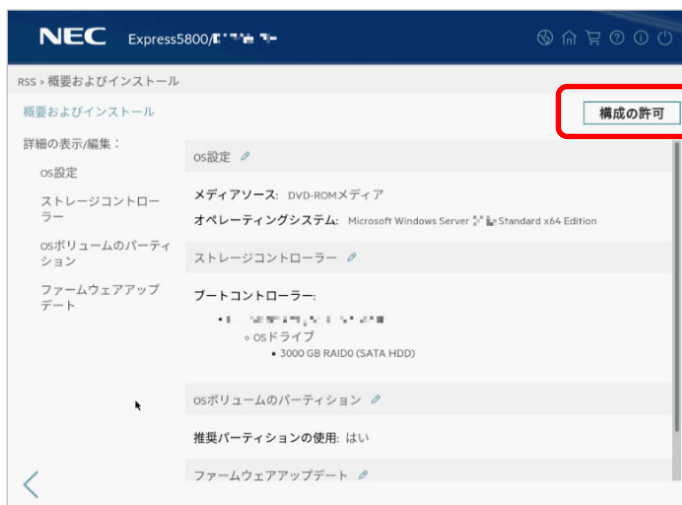 NEC Express5800/
RSS > 概要およびインストール
概要およびインストール
構成の許可
詳細の表示/編集：
OS設定
ストレージコントロー
ラー
OSボリュームのパーティ
ション
ファームウェアアップ
デート
OS設定
メディアソース: DVD-ROMメディア
オペレーティングシステム: Microsoft Windows Server Standard x64 Edition
ストレージコントローラー
ブートコントローラー:
OSドライブ
3000 GB RAID0 (SATA HDD)
OSボリュームのパーティション
推奨パーティションの使用: はい
ファームウェアアップデート